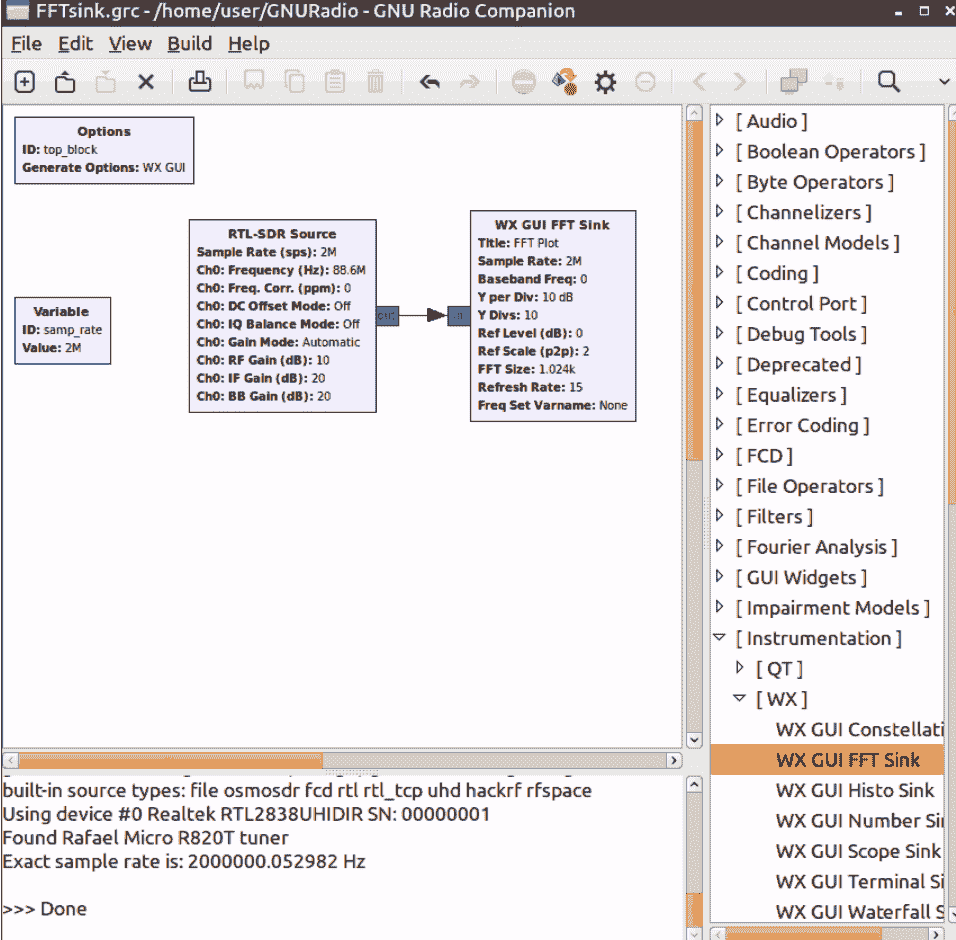 FFTsink.grc - /home/user/GNURadio - GNU Radio Companion
File Edit View Build Help
Options
ID: top_block
Generate Options: WX GUI
Variable
ID: samp_rate
Value: 2M
RTL-SDR Source
Sample Rate (sps): 2M
Ch0: Frequency (Hz): 88.6M
Ch0: Freq. Corr. (ppm): 0
Ch0: DC Offset Mode: Off
Ch0: IQ Balance Mode: Off
Ch0: Gain Mode: Automatic
Ch0: RF Gain (dB): 10
Ch0: IF Gain (dB): 20
Ch0: BB Gain (dB): 20
out
in
WX GUI FFT Sink
Title: FFT Plot
Sample Rate: 2M
Baseband Freq: 0
Y per Div: 10 dB
Y Divs: 10
Ref Level (dB): 0
Ref Scale (p2p): 2
FFT Size: 1.024k
Refresh Rate: 15
Freq Set Varname: None
[ Audio ]
[ Boolean Operators ]
[ Byte Operators ]
[ Channelizers ]
[ Channel Models ]
[ Coding ]
[ Control Port ]
[ Debug Tools ]
[ Deprecated ]
[ Equalizers ]
[ Error Coding ]
[ FCD ]
[ File Operators ]
[ Filters ]
[ Fourier Analysis ]
[ GUI Widgets ]
[ Impairment Models ]
[ Instrumentation ]
[ QT ]
[ WX ]
WX GUI Constellati
WX GUI FFT Sink
WX GUI Histo Sink
WX GUI Number Sin
WX GUI Scope Sink
WX GUI Terminal Si
WX GUI Waterfall S
built-in source types: file osmosdr fcd rtl rtl_tcp uhd hackrf rfspace
Using device #0 Realtek RTL2838UHIDIR SN: 00000001
Found Rafael Micro R820T tuner
Exact sample rate is: 2000000.052982 Hz
>>> Done